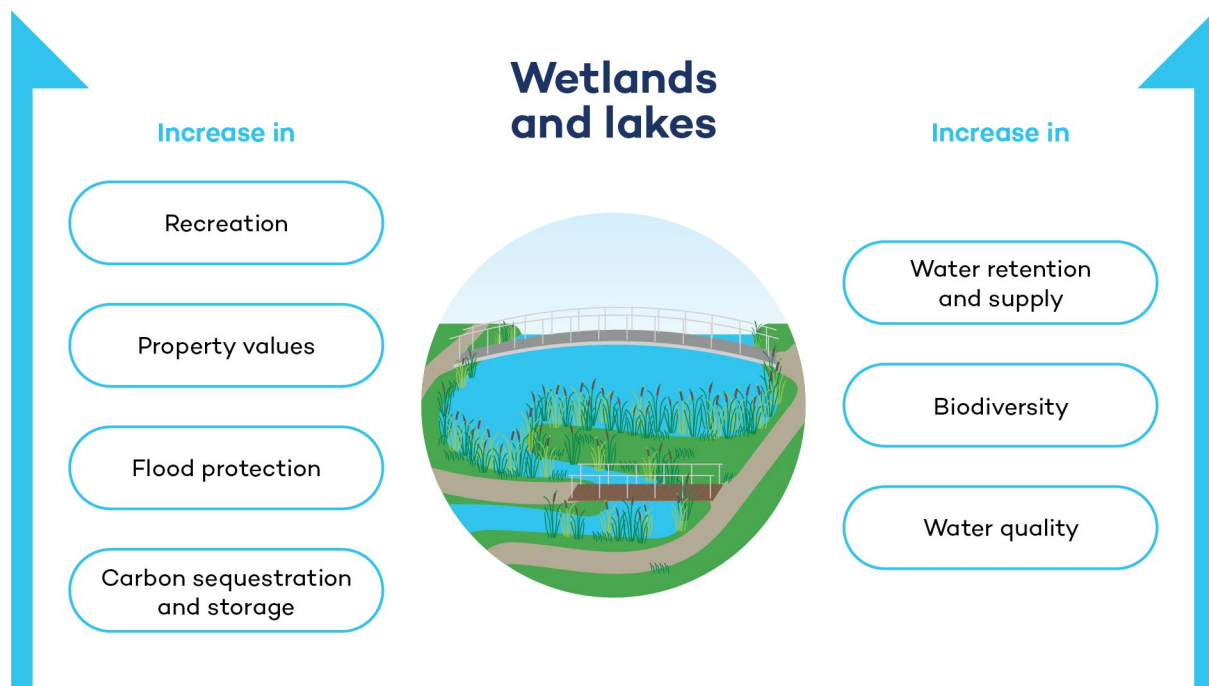 Wetlands
and lakes
Increase in
Recreation
Property values
Flood protection
Carbon sequestration
and storage
Increase in
Water retention
and supply
Biodiversity
Water quality